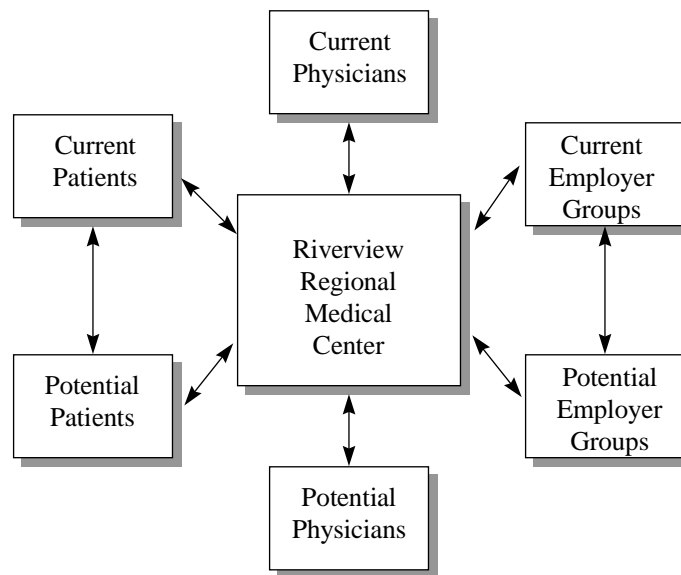 Current
Physicians
Current
Patients
Current
Employer
Groups
Riverview
Regional
Medical
Center
Potential
Patients
Potential
Employer
Groups
Potential
Physicians